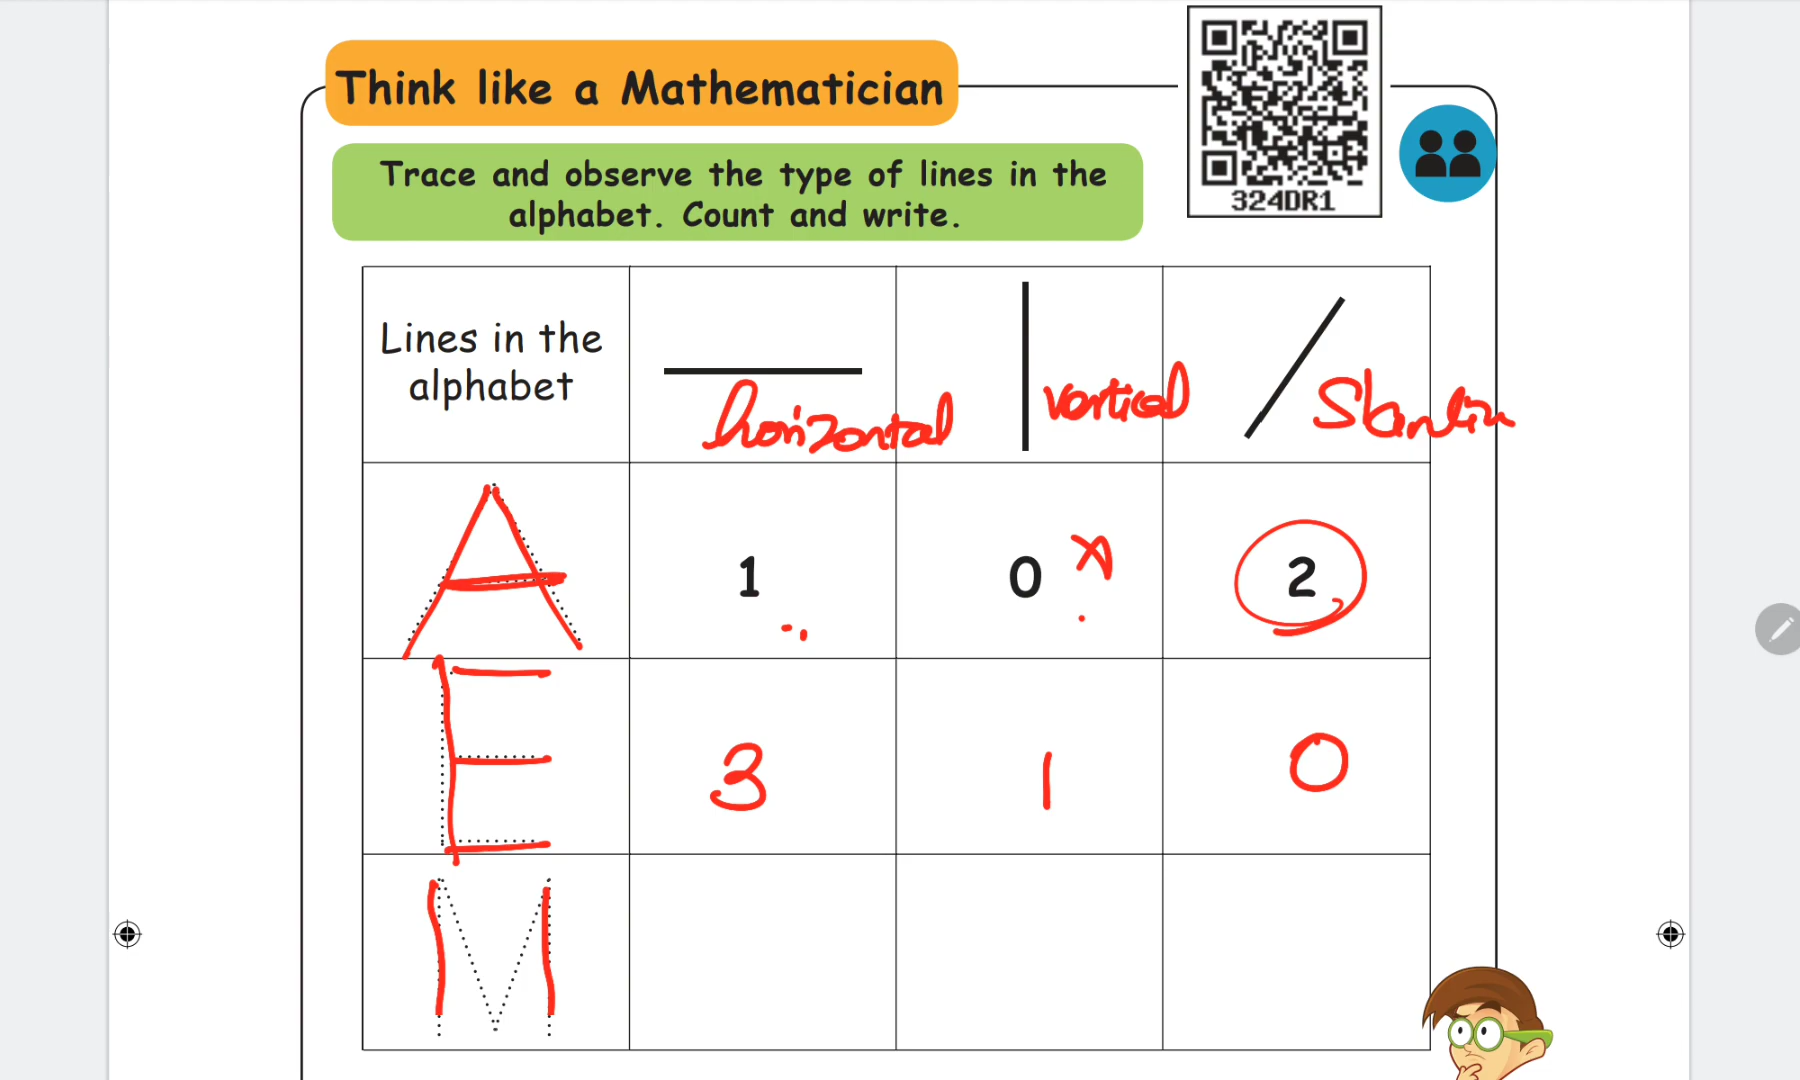 Think like a Mathematician
324DR1
Trace and observe the type of lines in the
alphabet. Count and write.
Lines in the
alphabet
horizontal
vertical
A 1 0 2
E 3 1 0
M